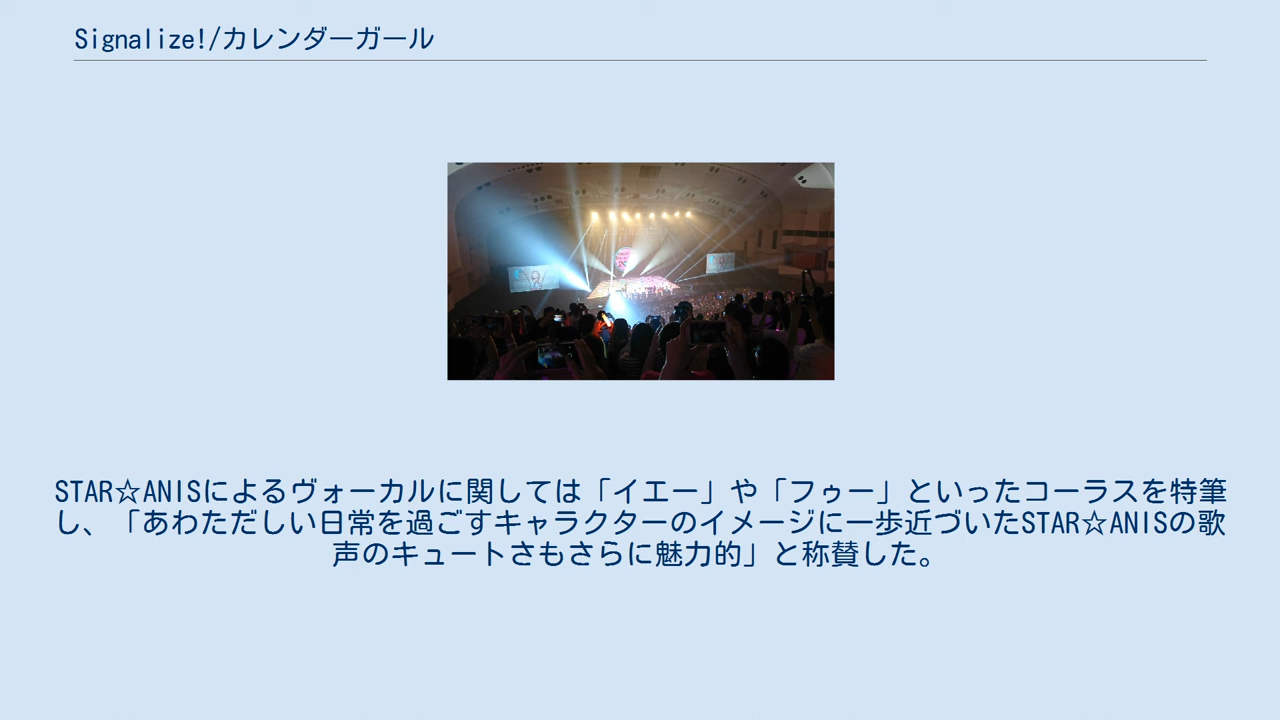 Signalize!/カレンダーガール
STAR☆ANISによるヴォーカルに関しては「イエー」や「フゥー」といったコーラスを特筆
し、「あわただしい日常を過ごすキャラクターのイメージに一歩近づいたSTAR☆ANISの歌
声のキュートさもさらに魅力的」と称賛した。